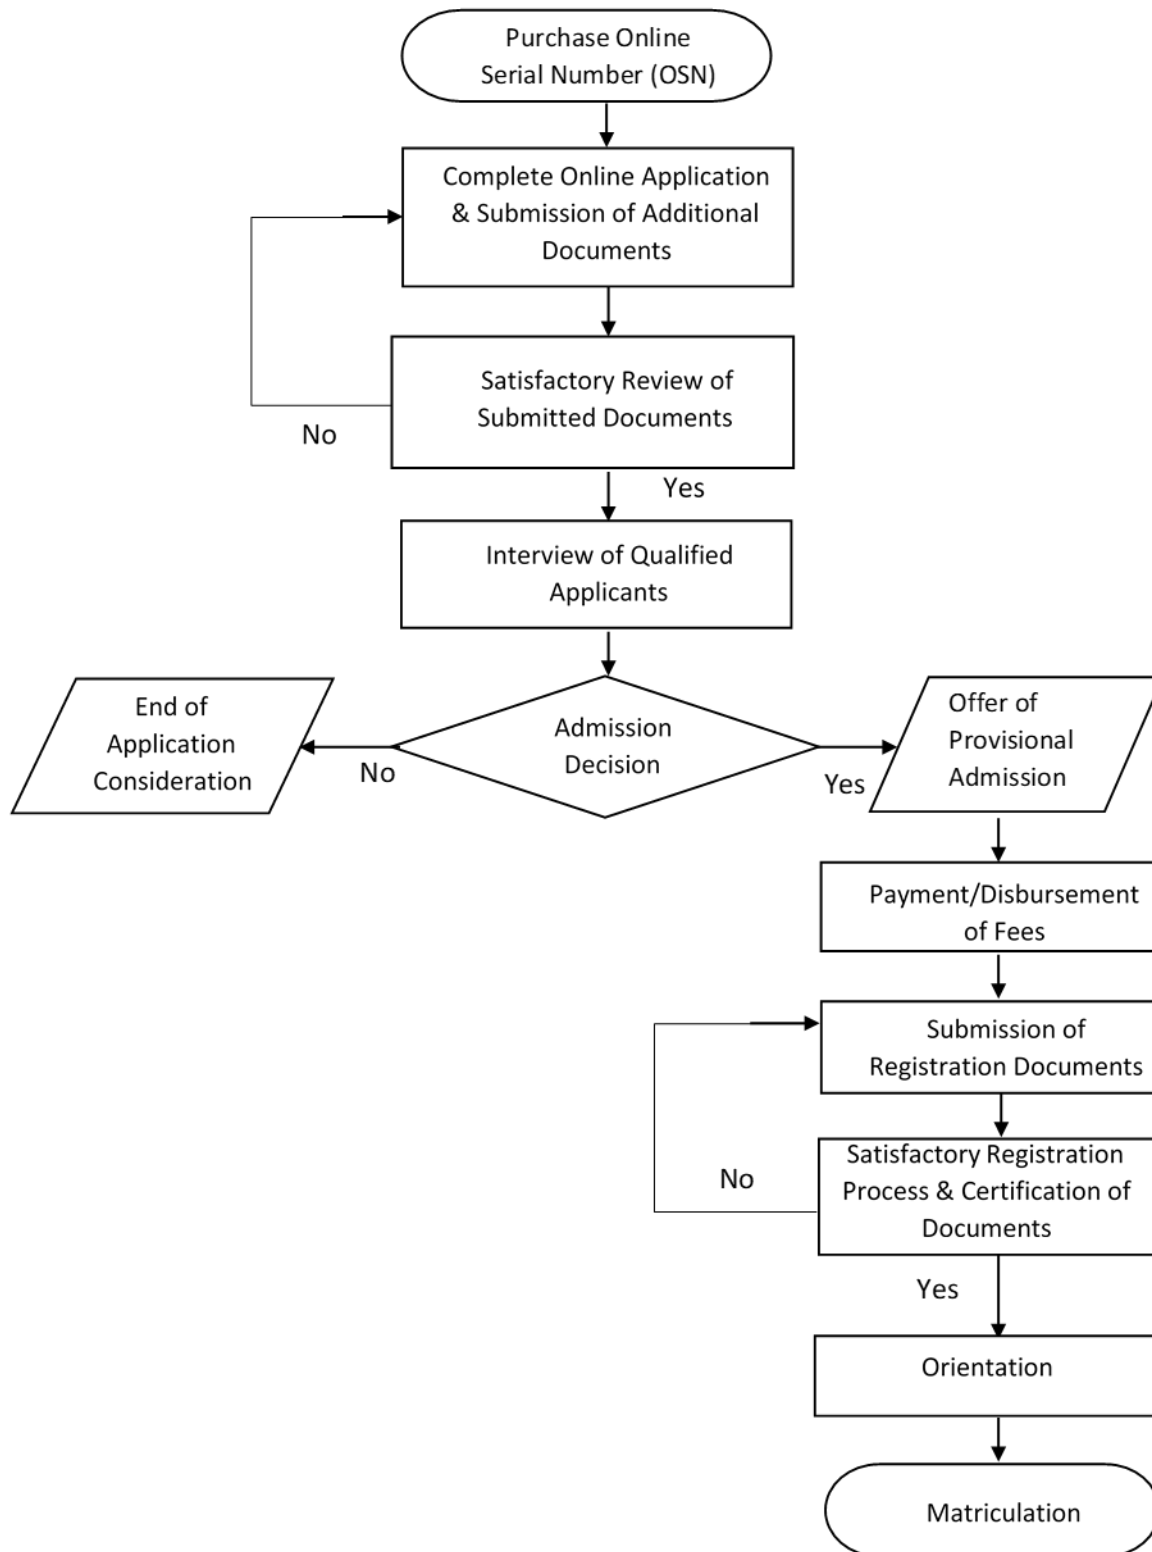 Purchase Online
Serial Number (OSN)
Complete Online Application
& Submission of Additional
Documents
Satisfactory Review of
Submitted Documents
No
Yes
Interview of Qualified
Applicants
End of
Application
Consideration
No
Admission
Decision
Yes
Offer of
Provisional
Admission
Payment/Disbursement
of Fees
Submission of
Registration Documents
Satisfactory Registration
Process & Certification of
Documents
No
Yes
Orientation
Matriculation